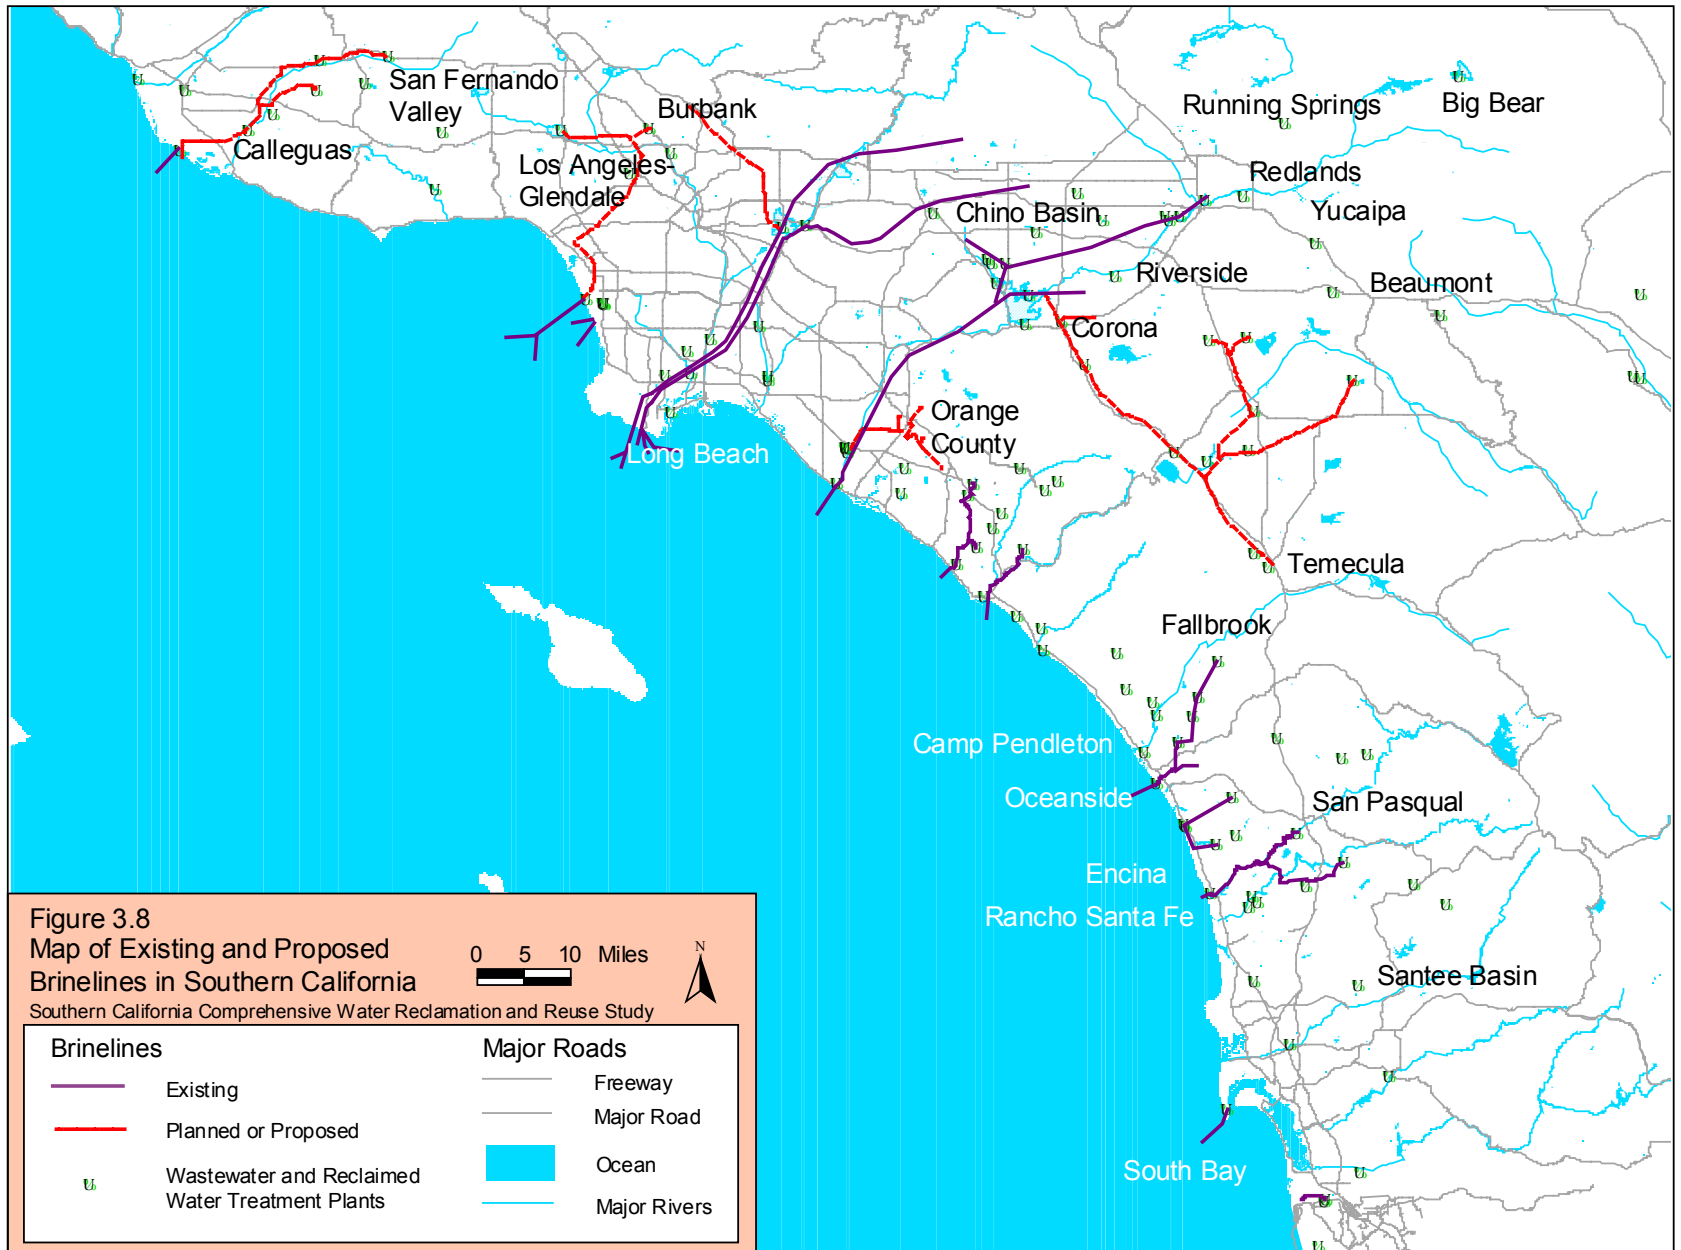 San Fernando
Valley
Burbank
Running Springs
Big Bear
Calleguas
Los Angeles-
Glendale
Redlands
Chino Basin
Yucaipa
Riverside
Beaumont
Corona
Orange
County
Long Beach
Temecula
Fallbrook
Camp Pendleton
Oceanside
San Pasqual
Encina
Rancho Santa Fe
Santee Basin
South Bay
Figure 3.8
Map of Existing and Proposed
Brinelines in Southern California
0 5 10 Miles
N
Southern California Comprehensive Water Reclamation and Reuse Study
Brinelines
Existing
Planned or Proposed
Wastewater and Reclaimed
Water Treatment Plants
Major Roads
Freeway
Major Road
Ocean
Major Rivers